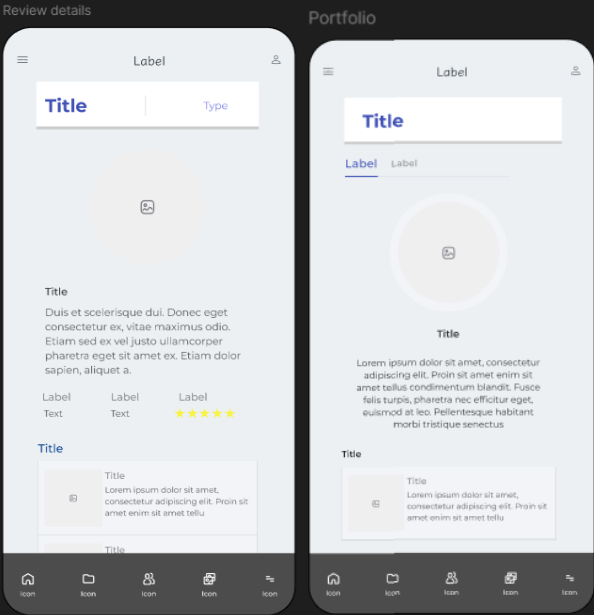 Review details
Label
Title
Type
Title
Duis et scelerisque dui. Donec eget
consectetur ex, vitae maximus odio.
Etiam sed ex vel justo ullamcorper
pharetra eget sit amet ex. Etiam dolor
sapien, aliquet a.
Label Label Label
Text Text
Title
Title
Lorem ipsum dolor sit amet,
consectetur adipiscing elit. Proin sit
amet enim sit amet tellu
Title
Icon Icon Icon Icon Icon
Portfolio
Label
Title
Label Label
Title
Lorem ipsum dolor sit amet, consectetur
adipiscing elit. Proin sit amet enim sit
amet tellus condimentum blandit. Fusce
felis turpis, pharetra nec efficitur eget,
euismod at leo. Pellentesque habitant
morbi tristique senectus
Title
Title
Lorem ipsum dolor sit amet,
consectetur adipiscing elit. Proin sit
amet enim sit amet tellu
Icon Icon Icon Icon Icon